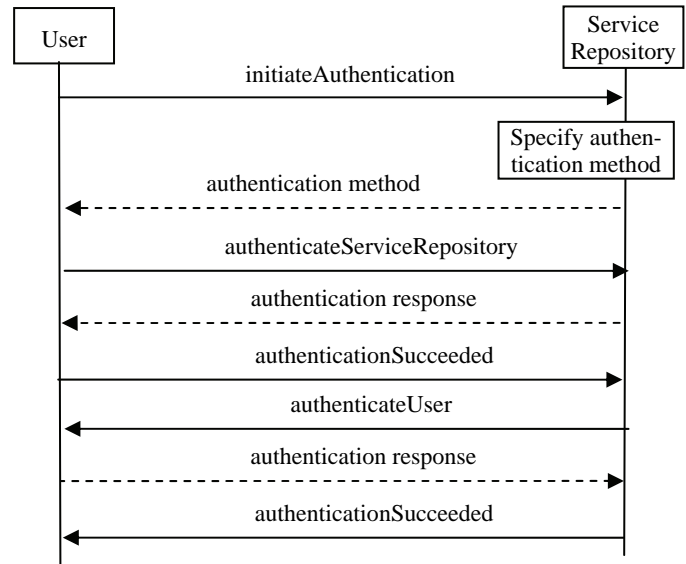 User
Service
Repository
initiateAuthentication
Specify authen-
tication method
authentication method
authenticateServiceRepository
authentication response
authenticationSucceeded
authenticateUser
authentication response
authenticationSucceeded